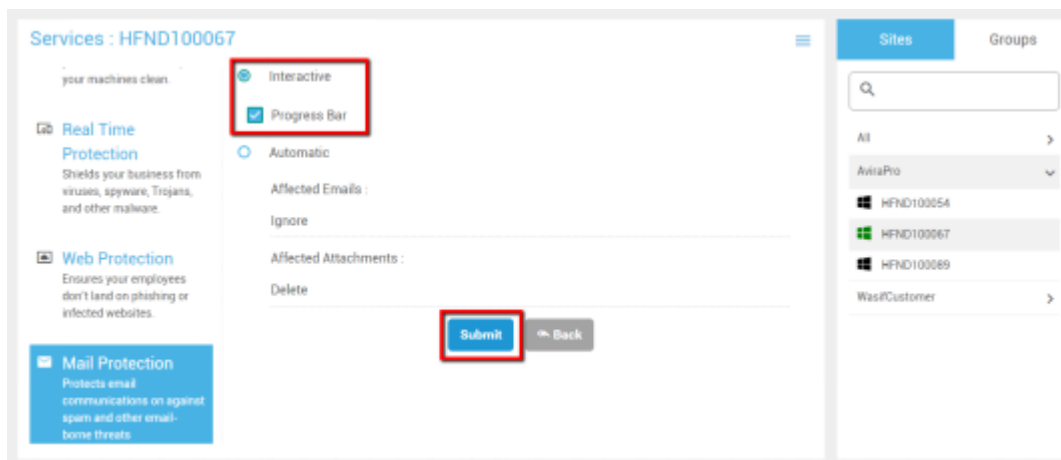 Services : HFND100067
your machines clean.
Real Time
Protection
Shields your business from
viruses, spyware, Trojans,
and other malware.
Web Protection
Ensures your employees
don't land on phishing or
infected websites.
Mail Protection
Protects email
communications on against
spam and other email-
borne threats
Interactive
Progress Bar
Automatic
Affected Emails :
Ignore
Affected Attachments :
Delete
Submit
Back
Sites
Groups
All
AviraPro
HFND100054
HFND100067
HFND100089
WasifCustomer